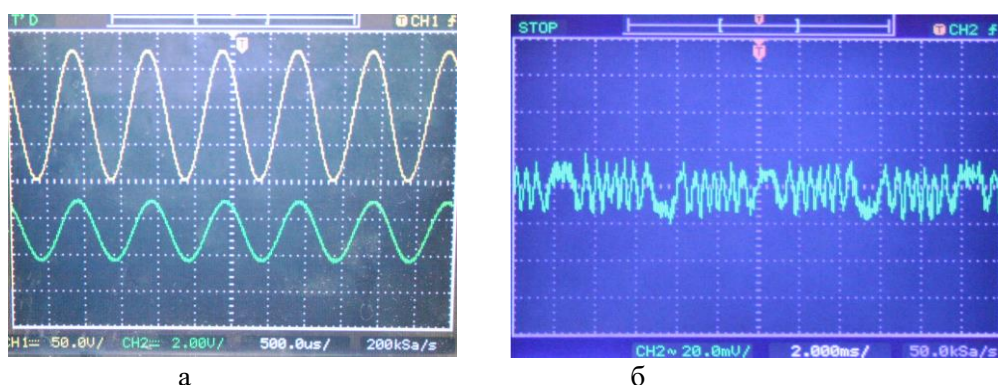 T'D
T CH1
T
CH1 50.0V/ CH2 2.00V/ 500.0us/ 200kSa/s
STOP
T
T CH2
T
CH2~ 20.0mV/ 2.000ms/ 50.0kSa/s
а
б